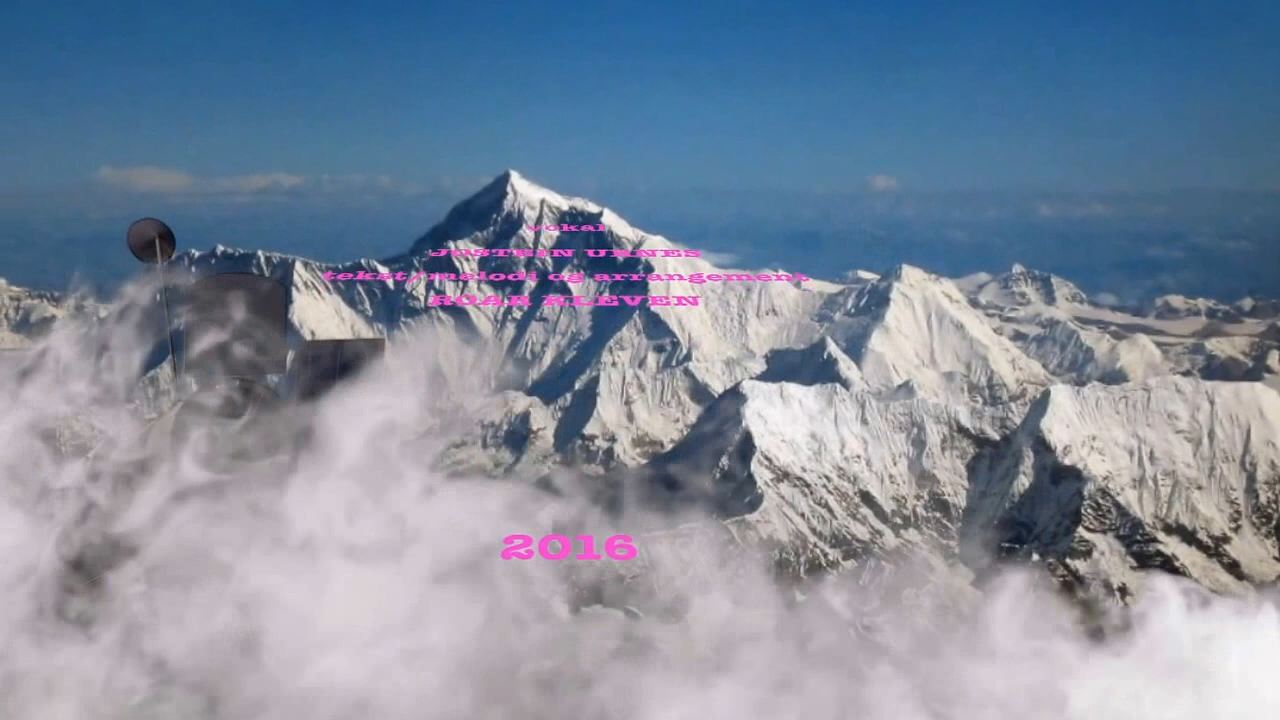 vokal
JOSTEIN URNES
tekst/melodi og arrangement
ROAR KLEVEN
2016